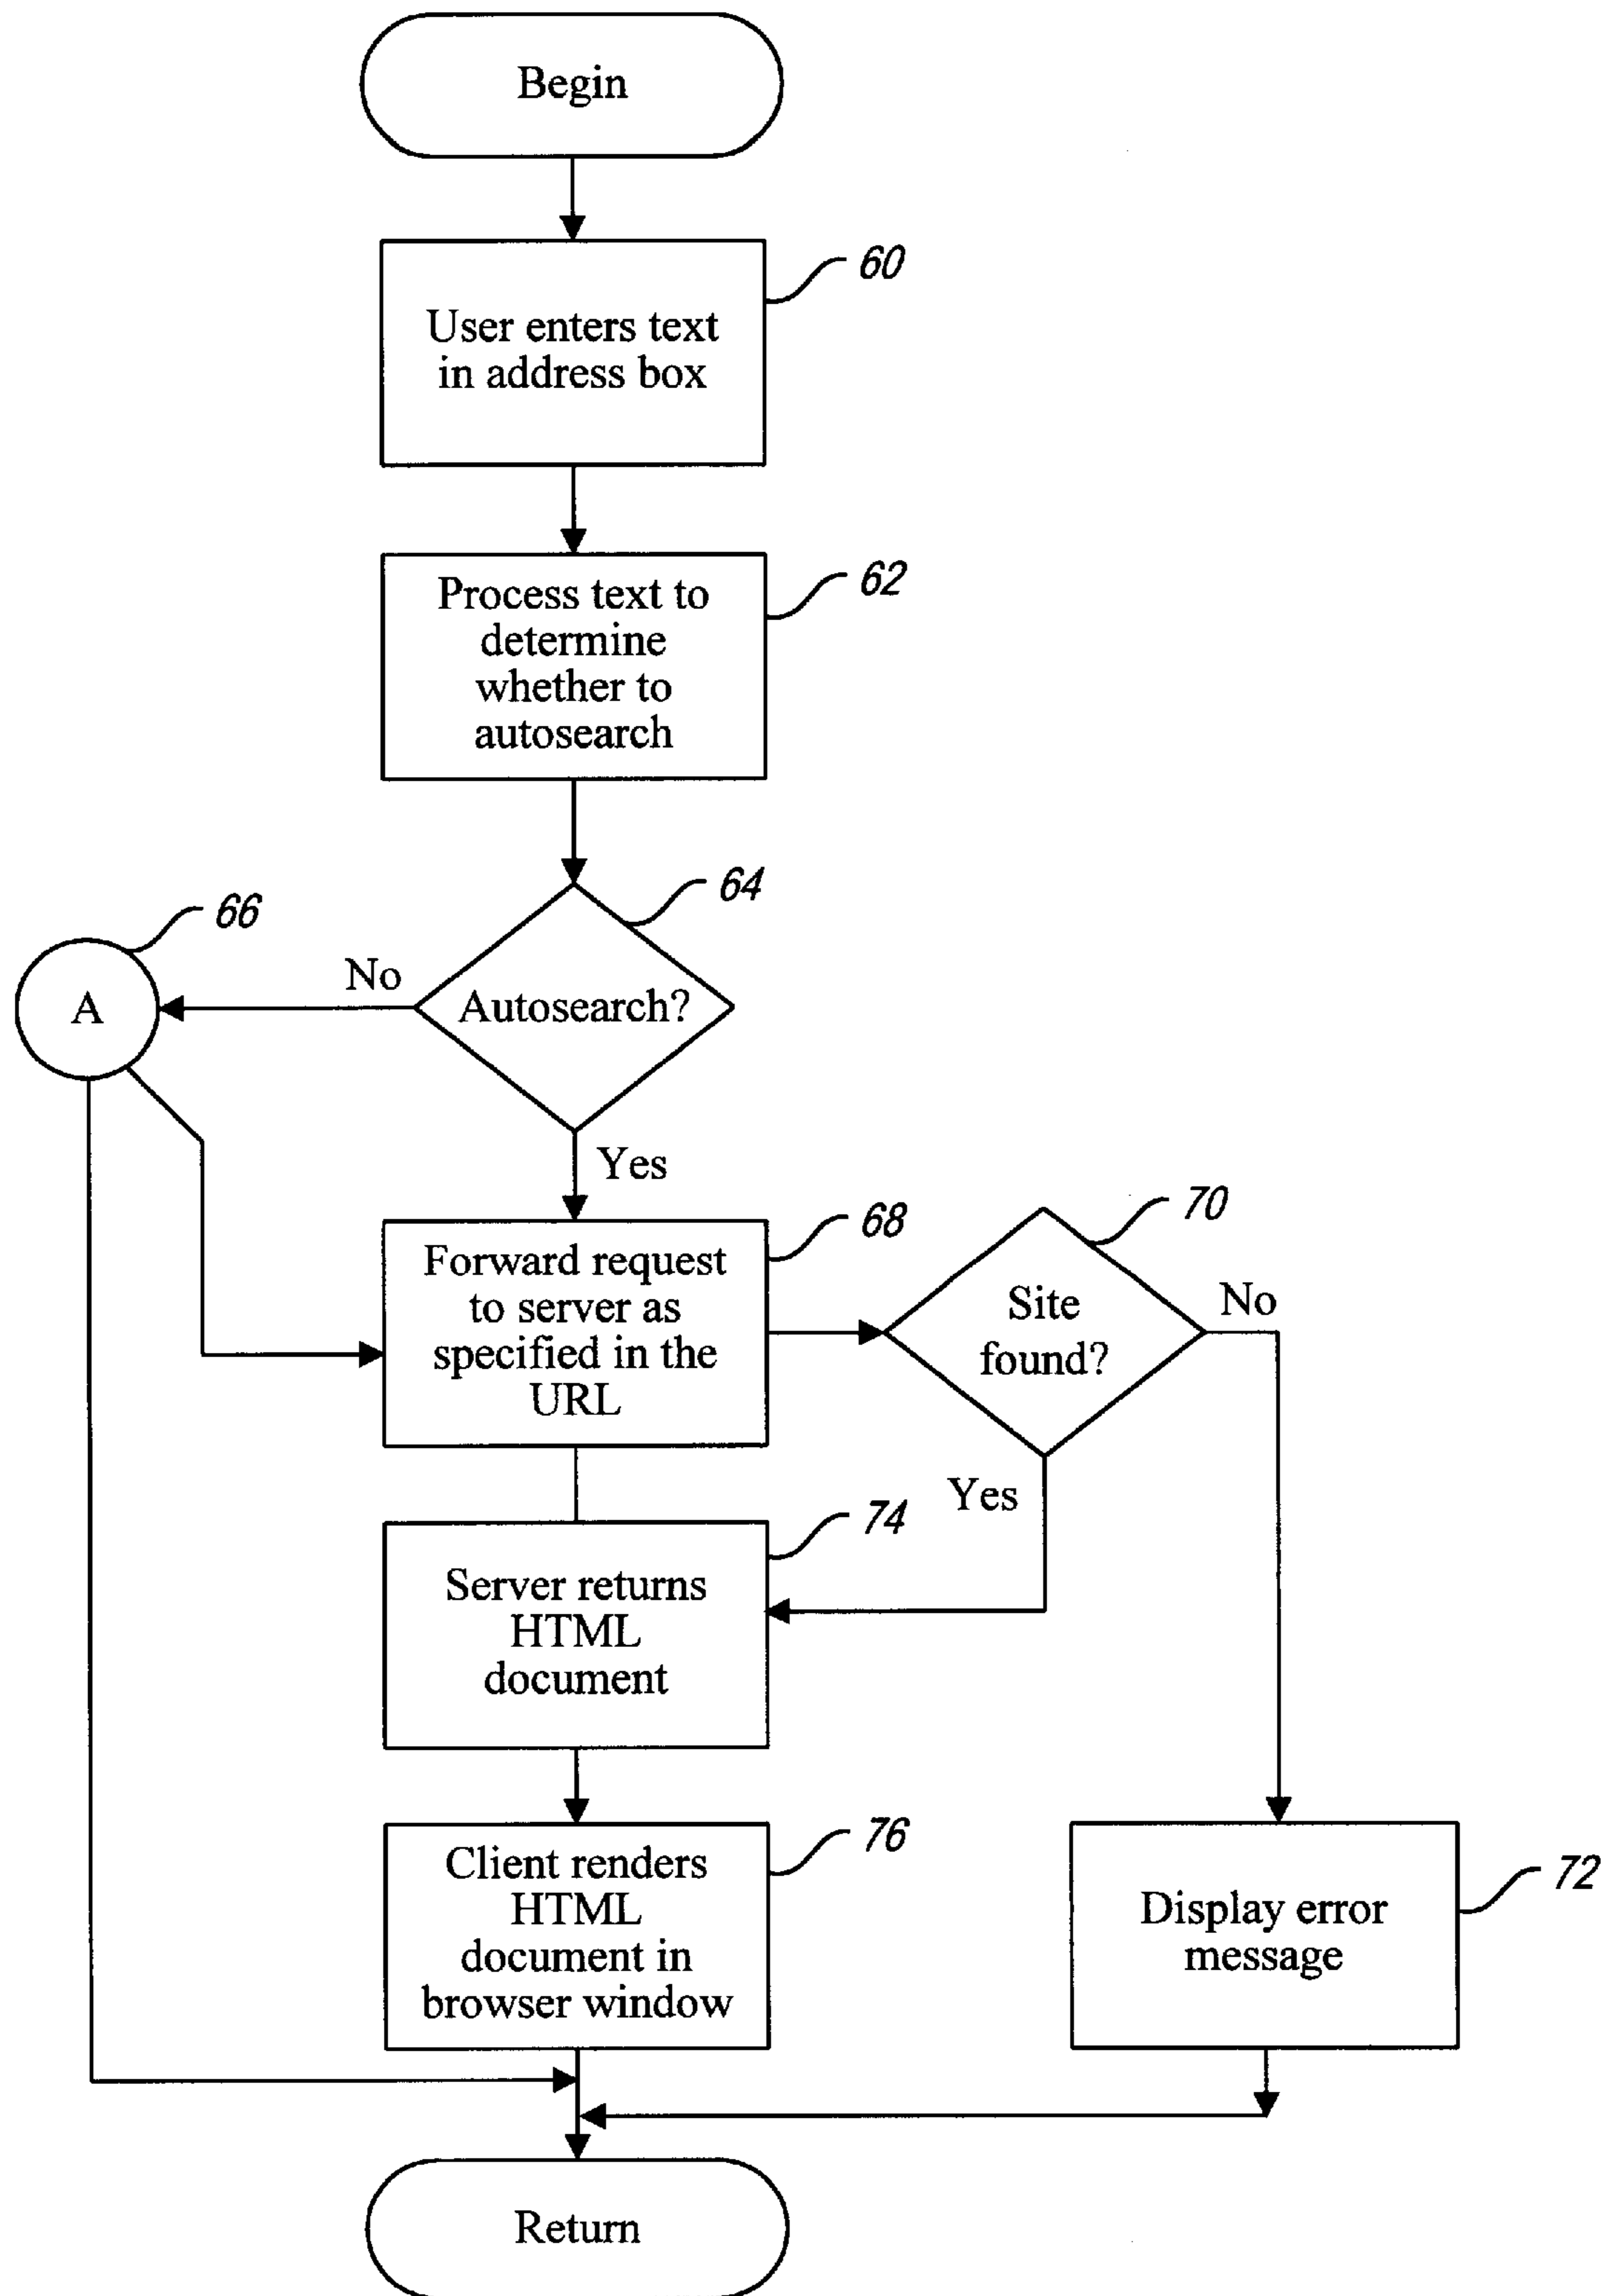 Begin
60
User enters text
in address box
62
Process text to
determine
whether to
autosearch
64
66
No
A
Autosearch?
Yes
68
70
Forward request
to server as
specified in the
URL
Site
found?
No
Yes
74
Server returns
HTML
document
76
Client renders
HTML
document in
browser window
72
Display error
message
Return